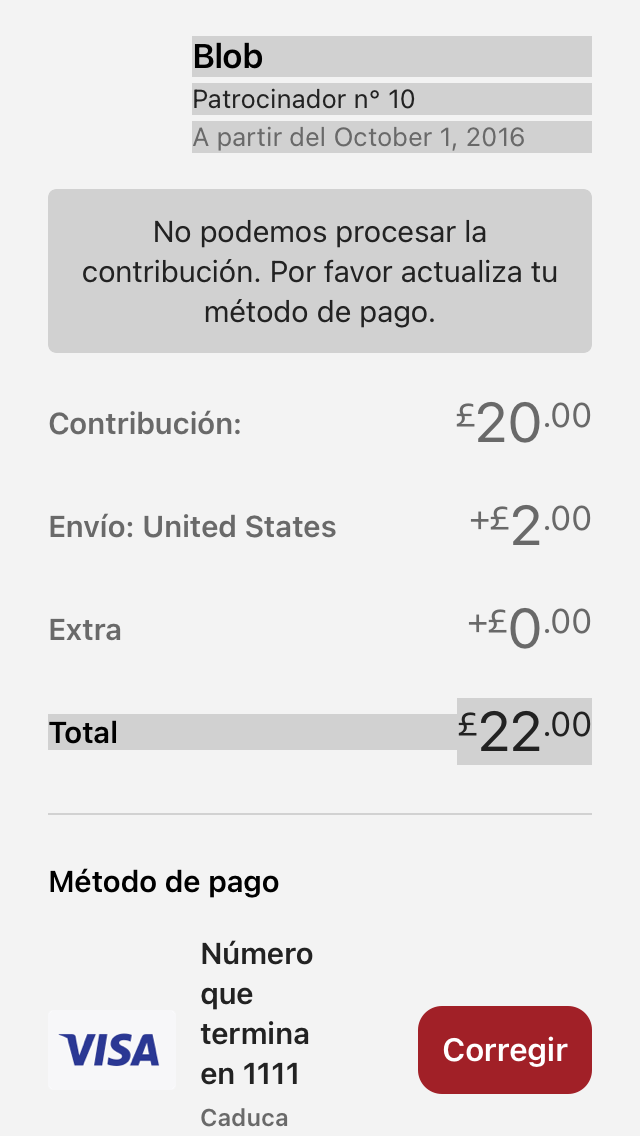 Blob
Patrocinador n° 10
A partir del October 1, 2016
No podemos procesar la
contribución. Por favor actualiza tu
método de pago.
Contribución: £20.00
Envío: United States +£2.00
Extra +£0.00
Total £22.00
Método de pago
Número
que
termina
en 1111
VISA
Corregir
Caduca